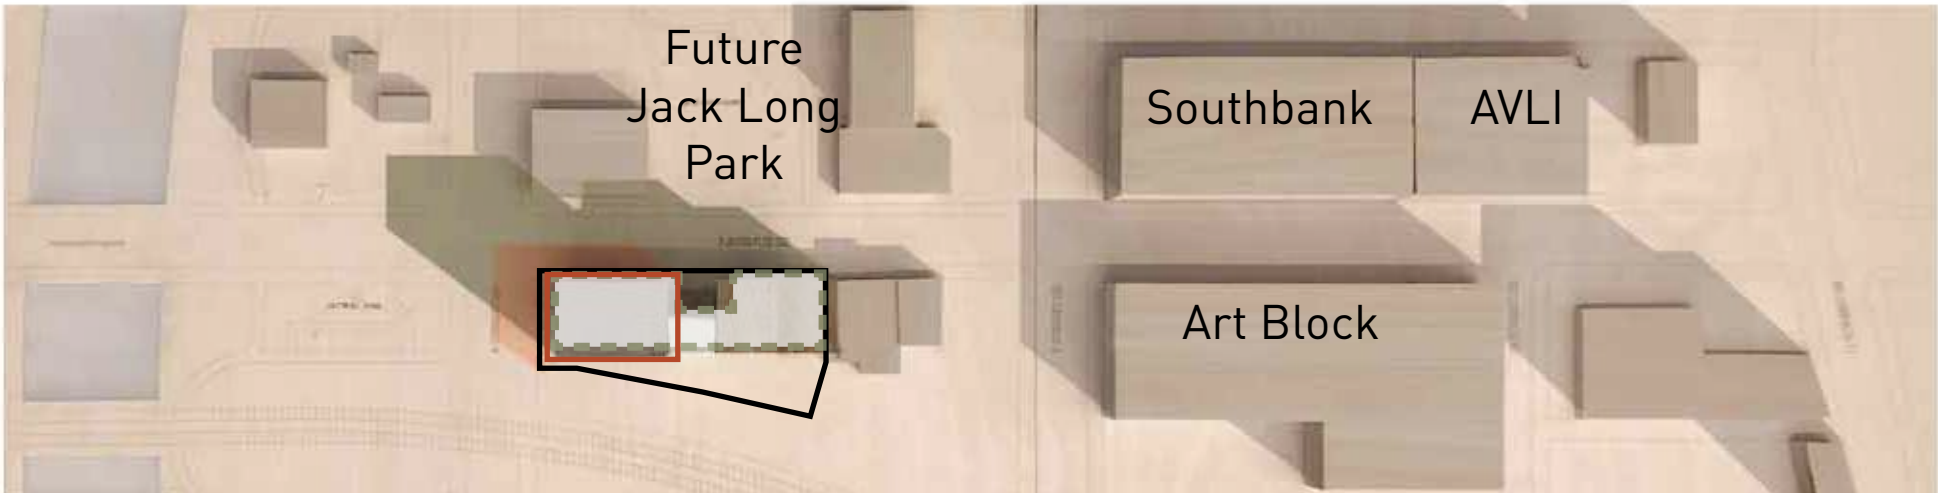 Future
Jack Long
Park
Southbank
AVLI
Art Block